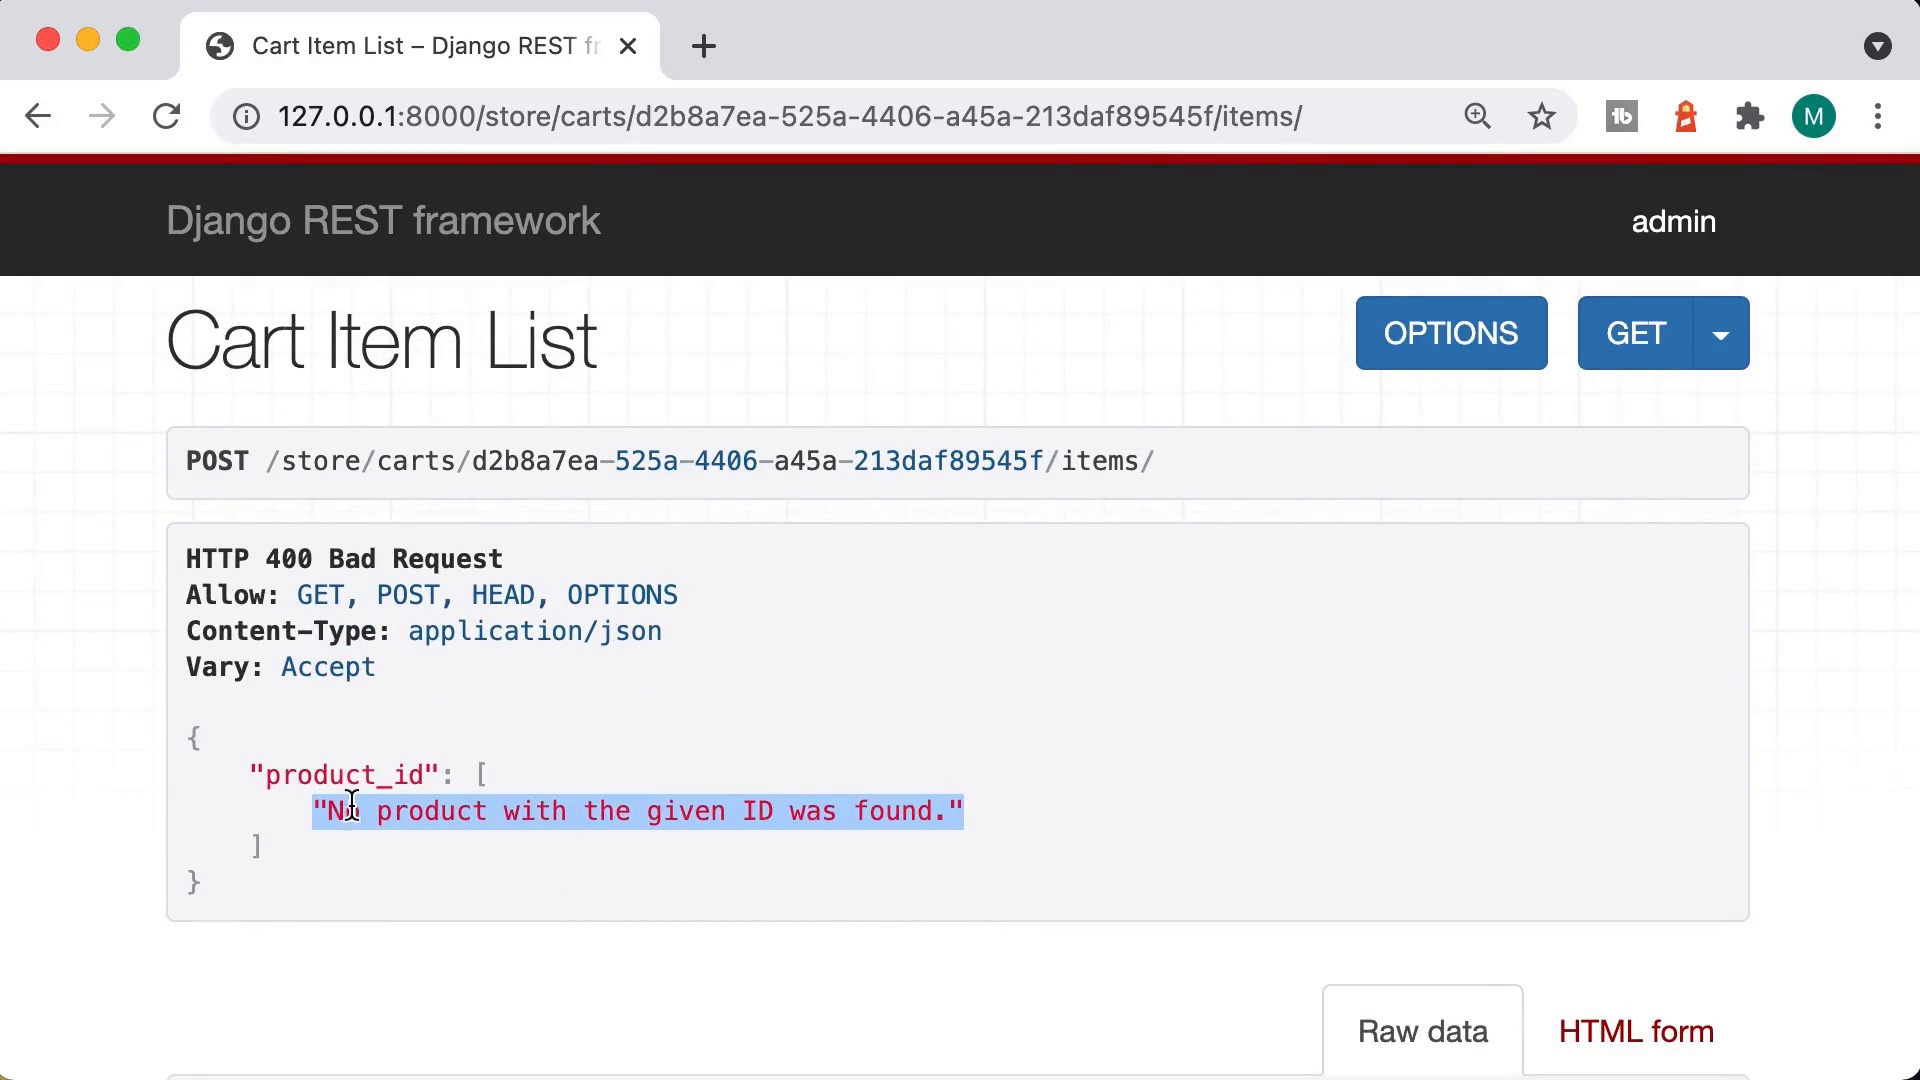 Cart Item List – Django REST fr
127.0.0.1:8000/store/carts/d2b8a7ea-525a-4406-a45a-213daf89545f/items/
tb
M
Django REST framework
admin
Cart Item List
OPTIONS
GET
POST /store/carts/d2b8a7ea-525a-4406-a45a-213daf89545f/items/
HTTP 400 Bad Request
Allow: GET, POST, HEAD, OPTIONS
Content-Type: application/json
Vary: Accept
{
"product_id": [
"No product with the given ID was found."
]
}
Raw data
HTML form